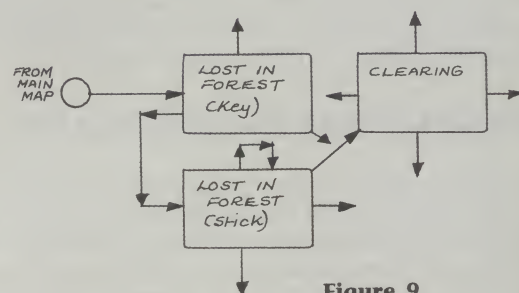 FROM
MAIN
MAP
LOST IN
FOREST
(Key)
CLEARING
LOST IN
FOREST
(Stick)
Figure 9